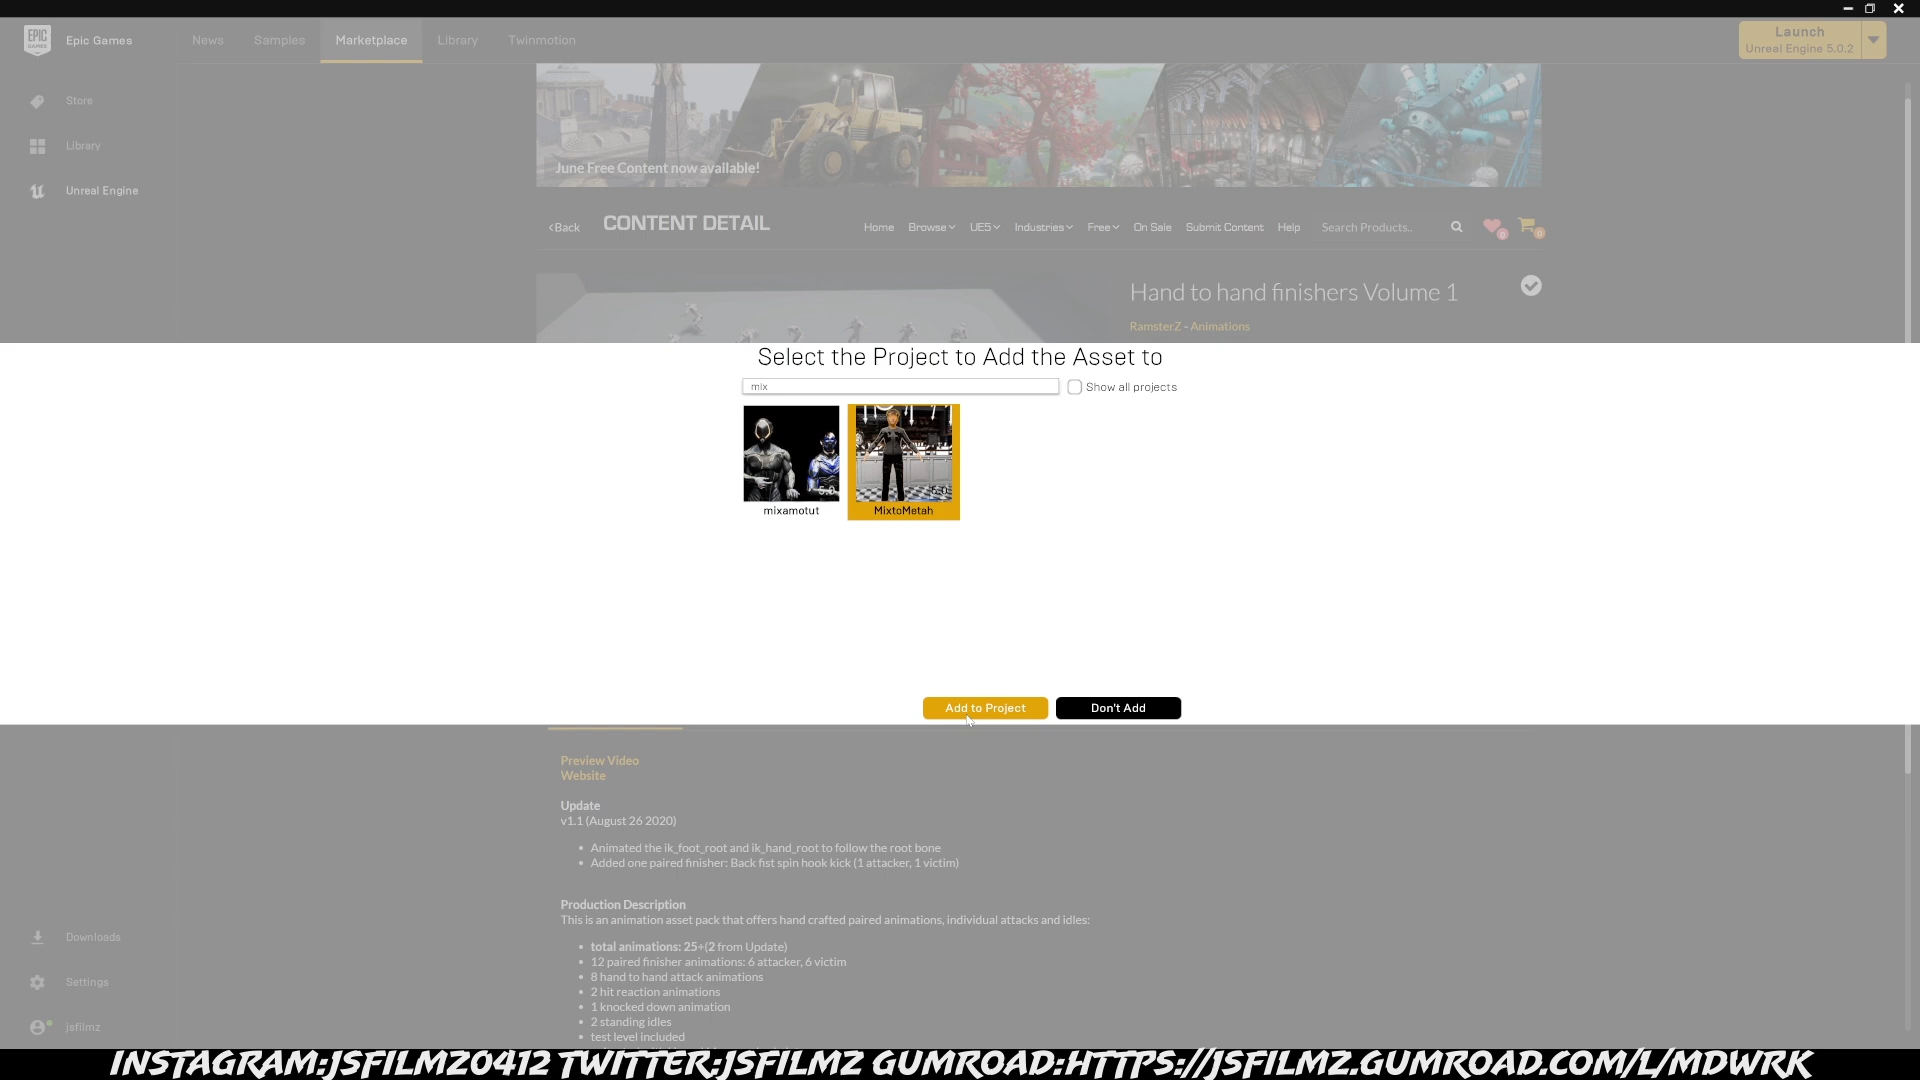 EPIC GAMES
Epic Games
News
Samples
Marketplace
Library
Twinmotion
Launch
Unreal Engine 5.0.2
Store
Library
Unreal Engine
June Free Content now available!
<Back
CONTENT DETAIL
Home
Browse
UE5
Industries
Free
On Sale
Submit Content
Help
Search Products..
0
0
Hand to hand finishers Volume 1
RamsterZ - Animations
Select the Project to Add the Asset to
mix
Show all projects
5.0
5.0
mixamotut
MixtoMetah
Add to Project
Don't Add
Preview Video
Website
Update
v1.1 (August 26 2020)
• Animated the ik_foot_root and ik_hand_root to follow the root bone
• Added one paired finisher: Back fist spin hook kick (1 attacker, 1 victim)
Production Description
This is an animation asset pack that offers hand crafted paired animations, individual attacks and idles:
• total animations: 25+(2 from Update)
• 12 paired finisher animations: 6 attacker, 6 victim
• 8 hand to hand attack animations
• 2 hit reaction animations
• 1 knocked down animation
• 2 standing idles
• test level included
Downloads
Settings
jsfilmz
INSTAGRAM:JSFILMZ0412 TWITTER:JSFILMZ GUMROAD:HTTPS://JSFILMZ.GUMROAD.COM/L/MDWRK